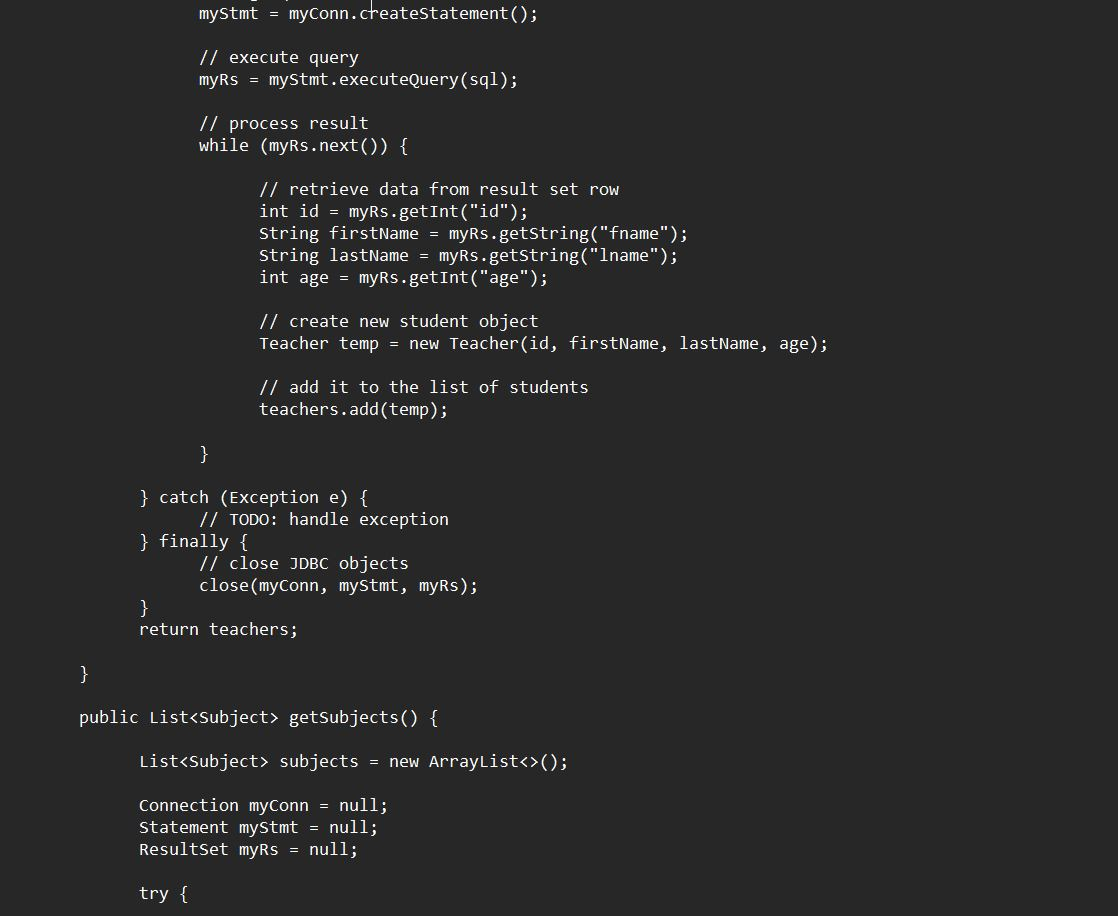 myStmt = myConn.createStatement();
// execute query
myRs = myStmt.executeQuery(sql);
// process result
while (myRs.next()) {
// retrieve data from result set row
int id = myRs.getInt("id");
String firstName = myRs.getString("fname");
String lastName = myRs.getString("lname");
int age = myRs.getInt("age");
// create new student object
Teacher temp = new Teacher(id, firstName, lastName, age);
// add it to the list of students
teachers.add(temp);
}
} catch (Exception e) {
// TODO: handle exception
} finally {
// close JDBC objects
close(myConn, myStmt, myRs);
}
return teachers;
}
public List<Subject> getSubjects() {
List<Subject> subjects = new ArrayList<>();
Connection myConn = null;
Statement myStmt = null;
ResultSet myRs = null;
try {